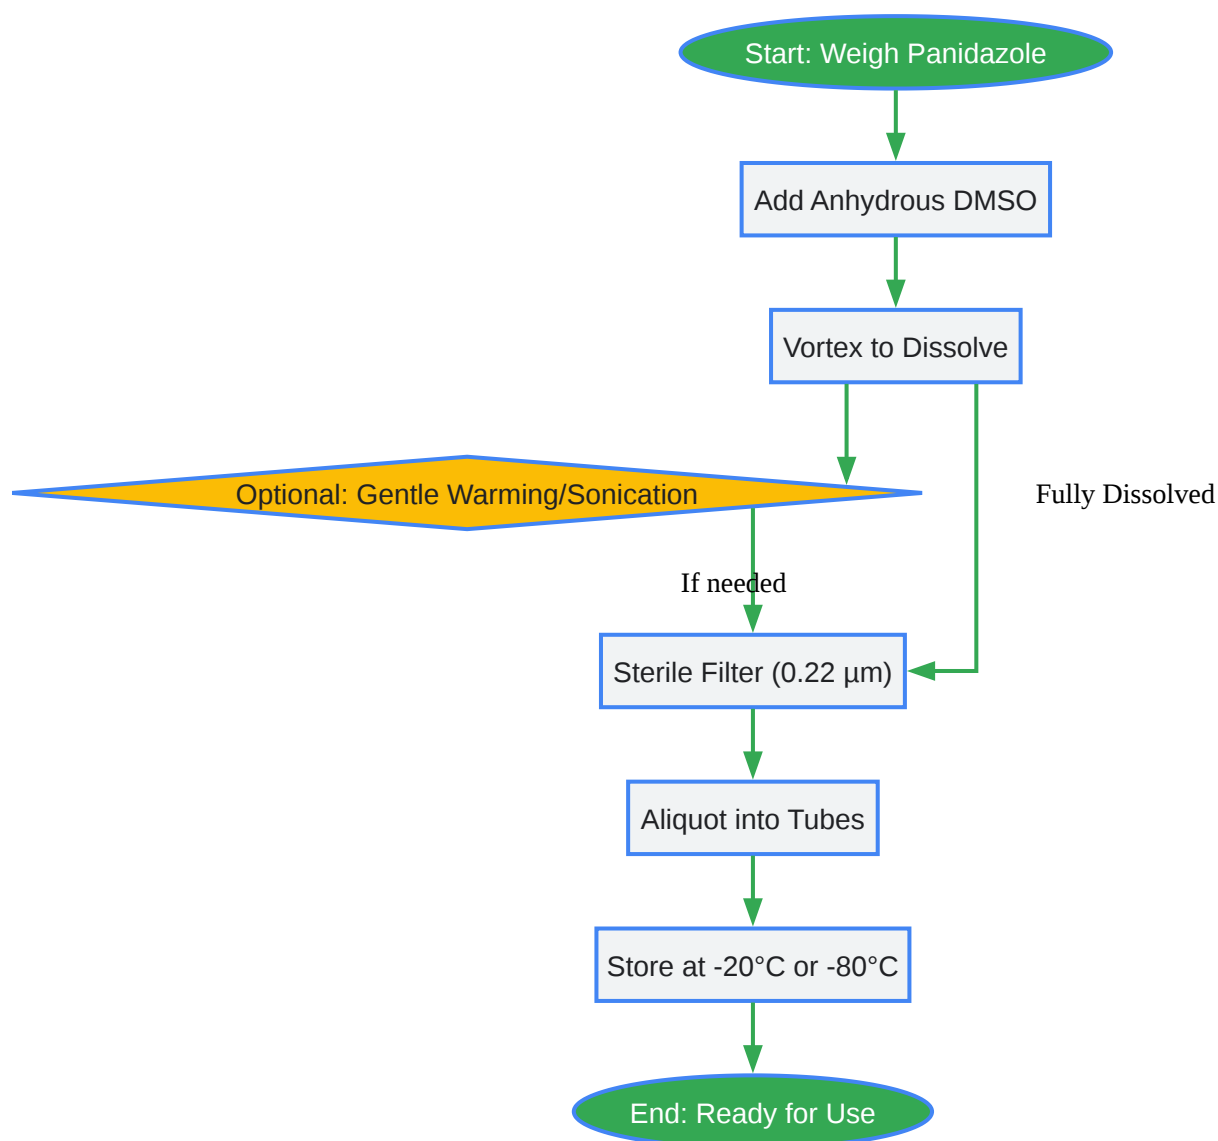 Start: Weigh Panidazole
Add Anhydrous DMSO
Vortex to Dissolve
Optional: Gentle Warming/Sonication
Fully Dissolved
If needed
Sterile Filter (0.22 µm)
Aliquot into Tubes
Store at -20°C or -80°C
End: Ready for Use